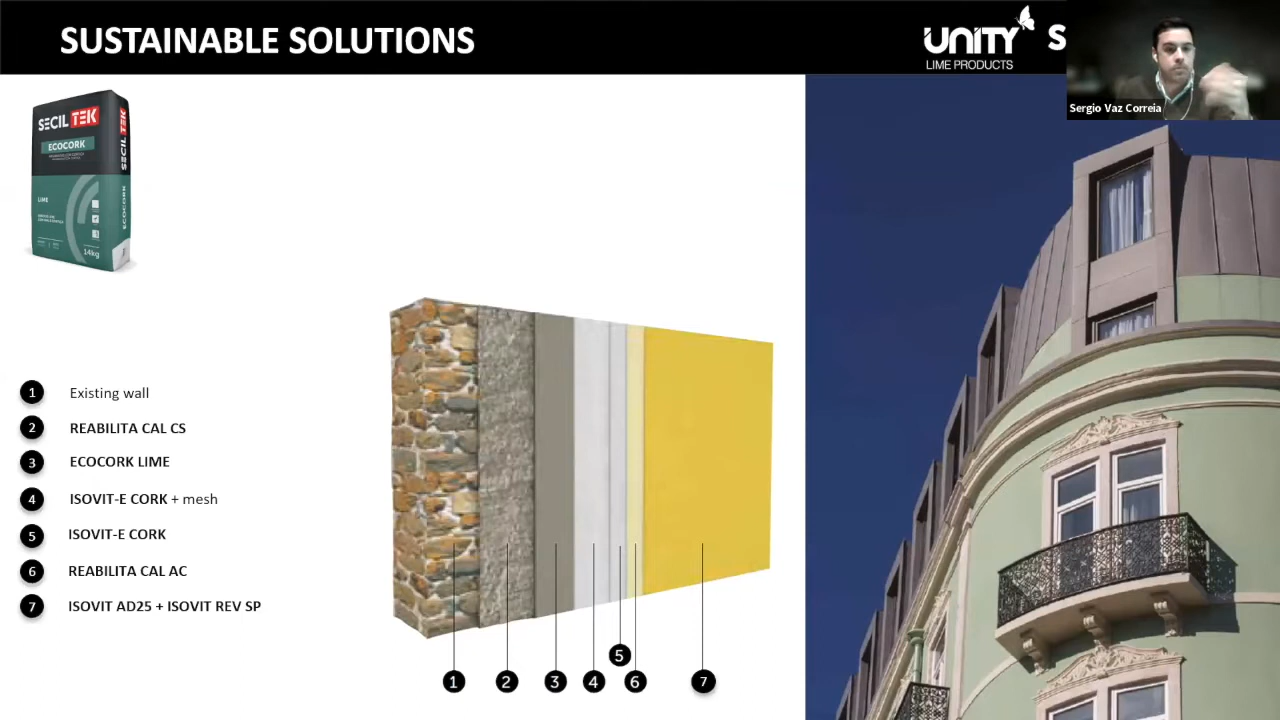 SUSTAINABLE SOLUTIONS
UNITY
LIME PRODUCTS
S
Sergio Vaz Correia
SECIL TEK
ECOCORK
LIME
14kg
SECIL TEK
ECOCORK
1 Existing wall
2 REABILITA CAL CS
3 ECOCORK LIME
4 ISOVIT-E CORK + mesh
5 ISOVIT-E CORK
6 REABILITA CAL AC
7 ISOVIT AD25 + ISOVIT REV SP
5
1 2 3 4 6 7